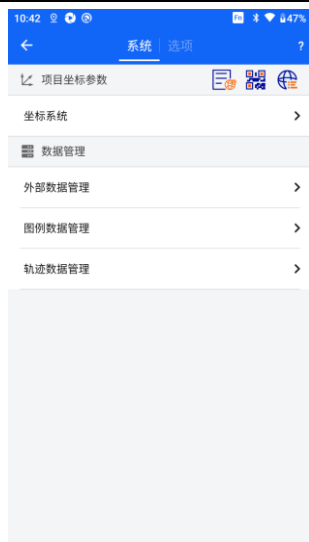 10:42 47%
系统 选项 ?
项目坐标参数
坐标系统
数据管理
外部数据管理
图例数据管理
轨迹数据管理